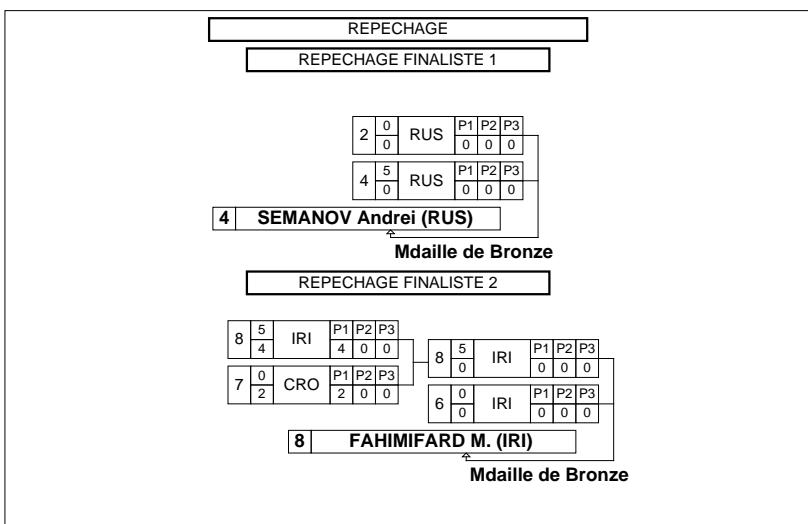 REPECHAGE
REPECHAGE FINALISTE 1
2 0 RUS P1 P2 P3
0 0 0 0
4 5 RUS P1 P2 P3
0 0 0 0
4 SEMANOV Andrei (RUS)
Mdaille de Bronze
REPECHAGE FINALISTE 2
8 5 IRI P1 P2 P3
4 4 0 0
7 0 CRO P1 P2 P3
2 2 0 0
8 5 IRI P1 P2 P3
0 0 0 0
6 0 IRI P1 P2 P3
0 0 0 0
8 FAHIMIFARD M. (IRI)
Mdaille de Bronze